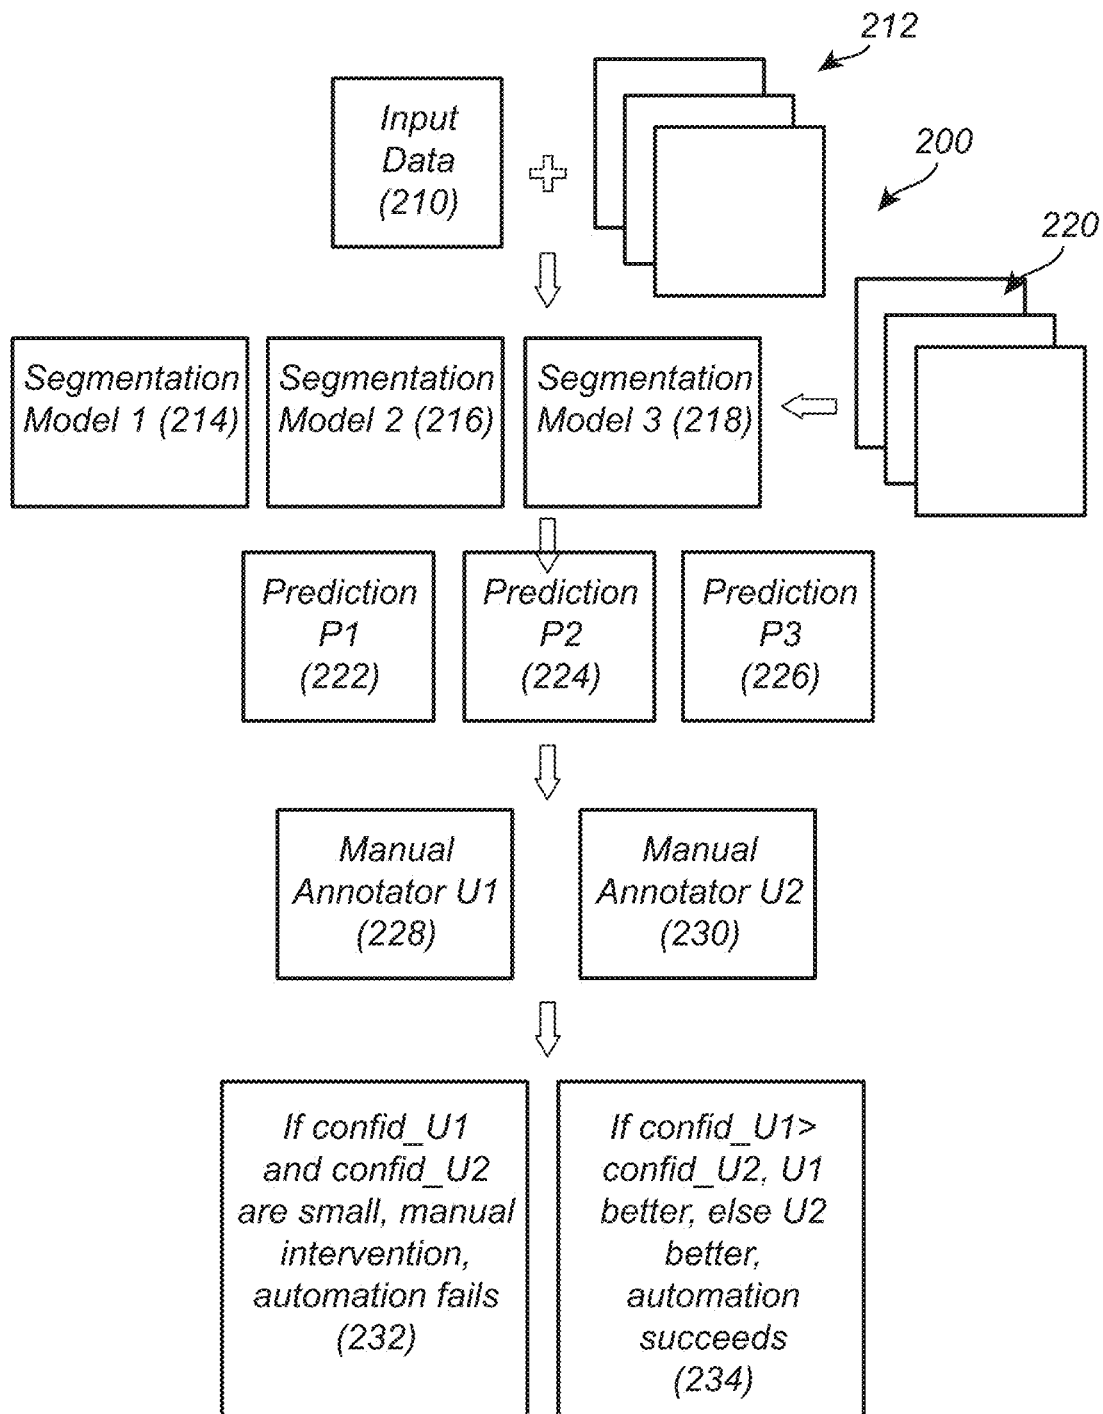 212
Input
Data
(210)
200
220
Segmentation
Model 1 (214)
Segmentation
Model 2 (216)
Segmentation
Model 3 (218)
Prediction
P1
(222)
Prediction
P2
(224)
Prediction
P3
(226)
Manual
Annotator U1
(228)
Manual
Annotator U2
(230)
If confid_U1
and confid_U2
are small, manual
intervention,
automation fails
(232)
If confid_U1>
confid_U2, U1
better, else U2
better,
automation
succeeds
(234)